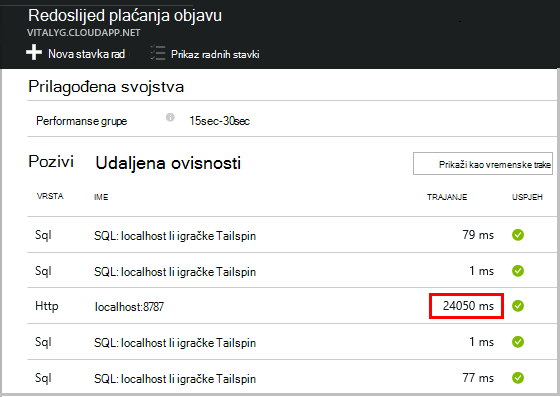 Redoslijed plaćanja objavu
VITALYG.CLOUDAPP.NET
Nova stavka rad Prikaz radnih stavki
Prilagođena svojstva
Performanse grupe 15sec-30sec
Pozivi Udaljena ovisnosti Prikaži kao vremenske trake
VRSTA IME TRAJANJE USPJEH
Sql SQL: localhost li igračke Tailspin 79 ms
Sql SQL: localhost li igračke Tailspin 1 ms
Http localhost:8787 24050 ms
Sql SQL: localhost li igračke Tailspin 1 ms
Sql SQL: localhost li igračke Tailspin 77 ms